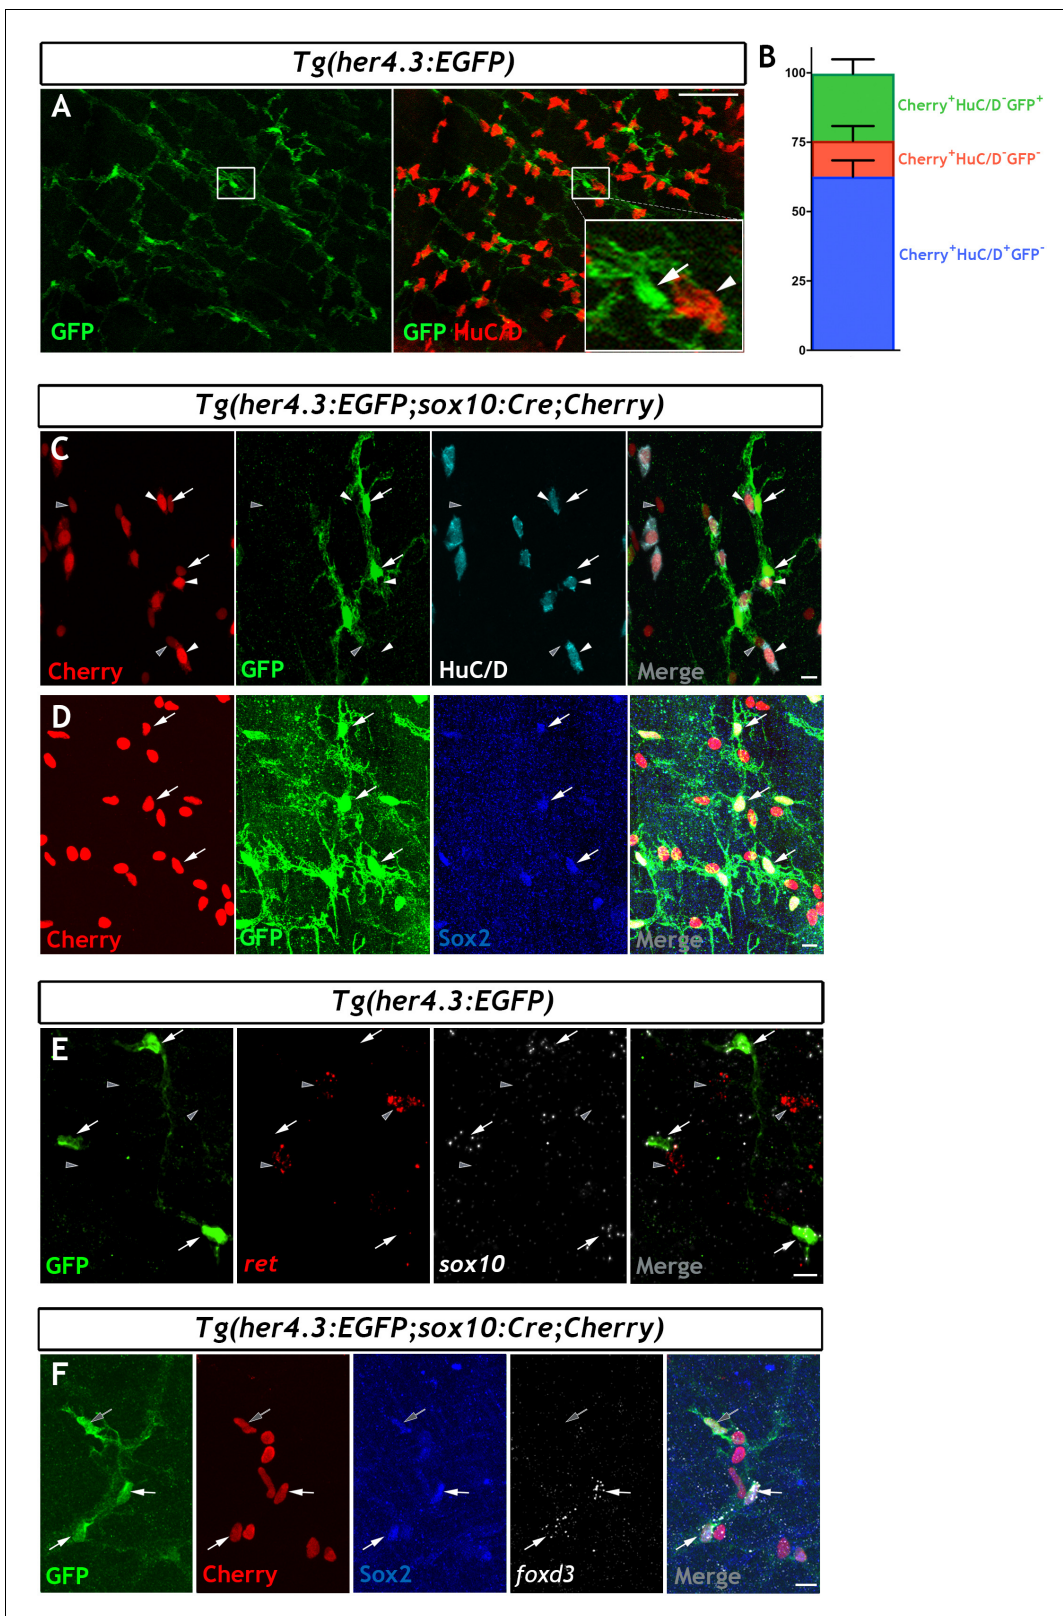 Tg(her4.3:EGFP)
A
GFP
GFP HuC/D
B
100
75
50
25
0
Cherry⁺HuC/D⁻GFP⁺
Cherry⁺HuC/D⁻GFP⁻
Cherry⁺HuC/D⁺GFP⁻
Tg(her4.3:EGFP;sox10:Cre;Cherry)
C
Cherry
GFP
HuC/D
Merge
D
Cherry
GFP
Sox2
Merge
Tg(her4.3:EGFP)
E
GFP
ret
sox10
Merge
Tg(her4.3:EGFP;sox10:Cre;Cherry)
F
GFP
Cherry
Sox2
foxd3
Merge